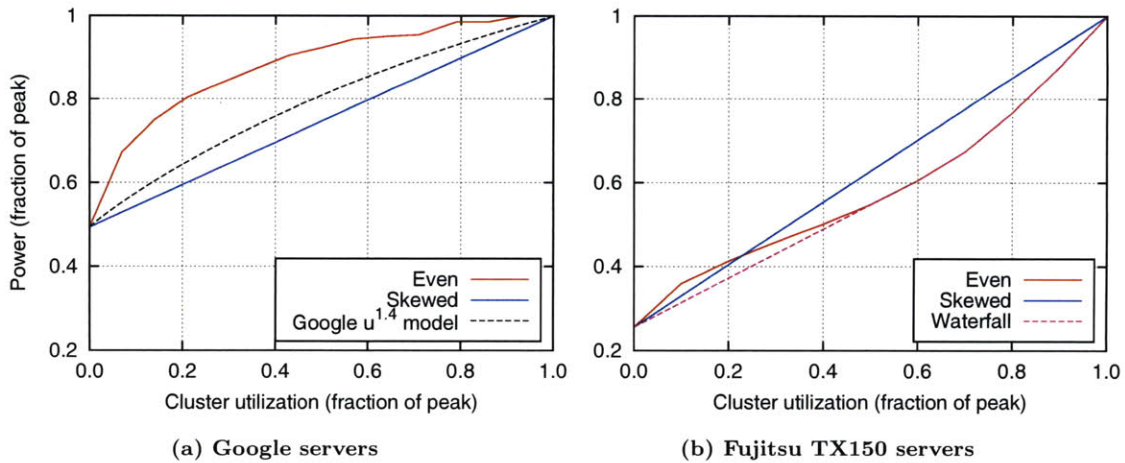 Power (fraction of peak)
1
0.8
0.6
0.4
0.2
0.0 0.2 0.4 0.6 0.8 1.0
Cluster utilization (fraction of peak)
Even
Skewed
Google u^1.4 model
(a) Google servers
1
0.8
0.6
0.4
0.2
0.0 0.2 0.4 0.6 0.8 1.0
Cluster utilization (fraction of peak)
Even
Skewed
Waterfall
(b) Fujitsu TX150 servers